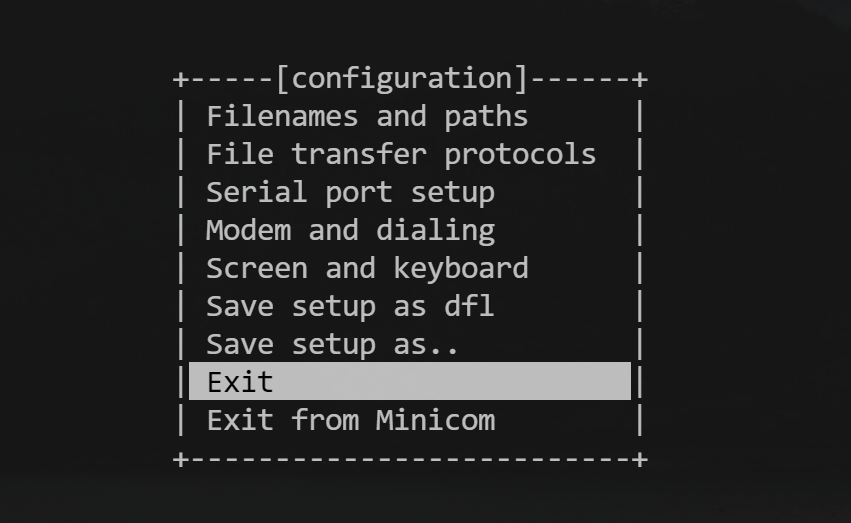 +-----[configuration]------+
| Filenames and paths      |
| File transfer protocols  |
| Serial port setup        |
| Modem and dialing        |
| Screen and keyboard      |
| Save setup as dfl        |
| Save setup as..          |
| Exit                     |
| Exit from Minicom        |
+--------------------------+